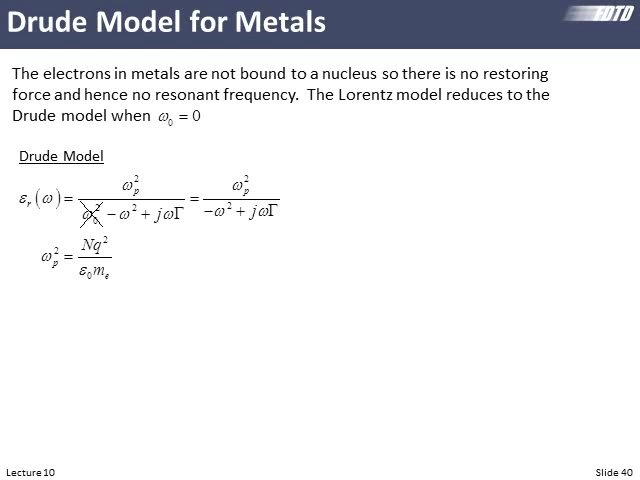 Drude Model for Metals
FDTD
The electrons in metals are not bound to a nucleus so there is no restoring
force and hence no resonant frequency. The Lorentz model reduces to the
Drude model when ω₀ = 0
Drude Model
εᵣ(ω) = ωₚ² / (ω₀² − ω² + jωΓ) = ωₚ² / (−ω² + jωΓ)
ωₚ² = Nq² / (ε₀mₑ)
Lecture 10
Slide 40